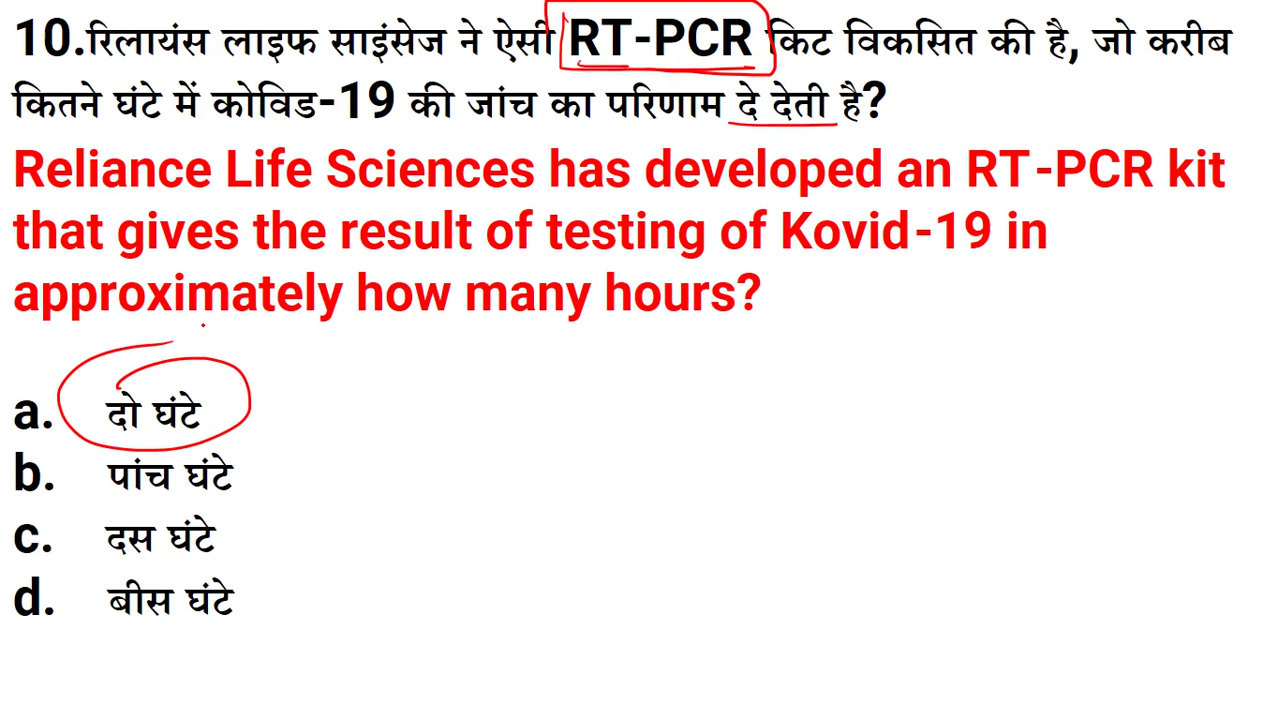 10.रिलायंस लाइफ साइंसेज ने ऐसी RT-PCR किट विकसित की है, जो करीब
कितने घंटे में कोविड-19 की जांच का परिणाम दे देती है?
Reliance Life Sciences has developed an RT-PCR kit
that gives the result of testing of Kovid-19 in
approximately how many hours?
a. दो घंटे
b. पांच घंटे
c. दस घंटे
d. बीस घंटे